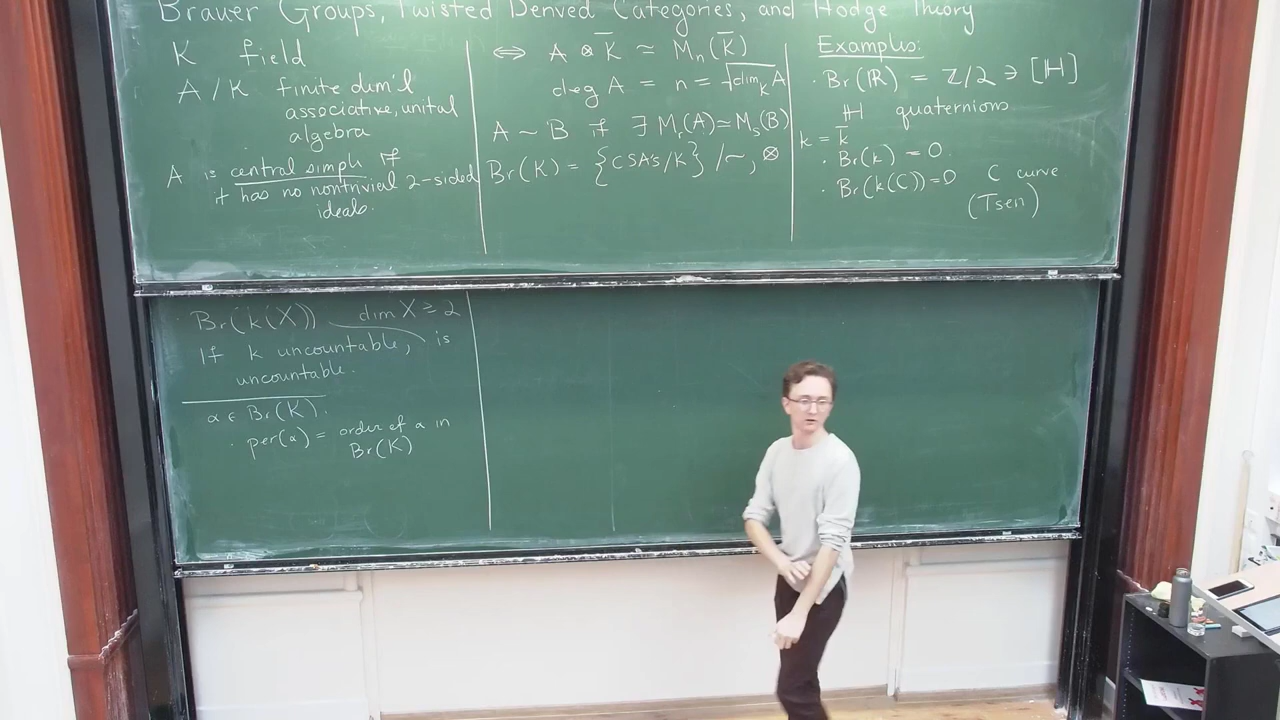 Brauer Groups, Twisted Derived Categories, and Hodge Theory
K field
A / K finite dim'l
associative, unital
algebra
A is central simple if
it has no nontrivial 2-sided
ideals.
⇔ A ⊗ K̅ ≃ Mₙ(K̅)
deg A = n = √dim_K A
A ~ B if ∃ Mᵣ(A) ≃ Mₛ(B)
Br(K) = {CSA's/K} / ~, ⊗
Examples:
· Br(ℝ) = ℤ/2 ∋ [ℍ]
ℍ quaternions
k = k̅
· Br(k) = 0.
· Br(k(C)) = 0 C curve
(Tsen)
Br(k(X)) dim X ≥ 2
If k uncountable, is
uncountable.
α ∈ Br(K).
· per(α) = order of α in
Br(K)